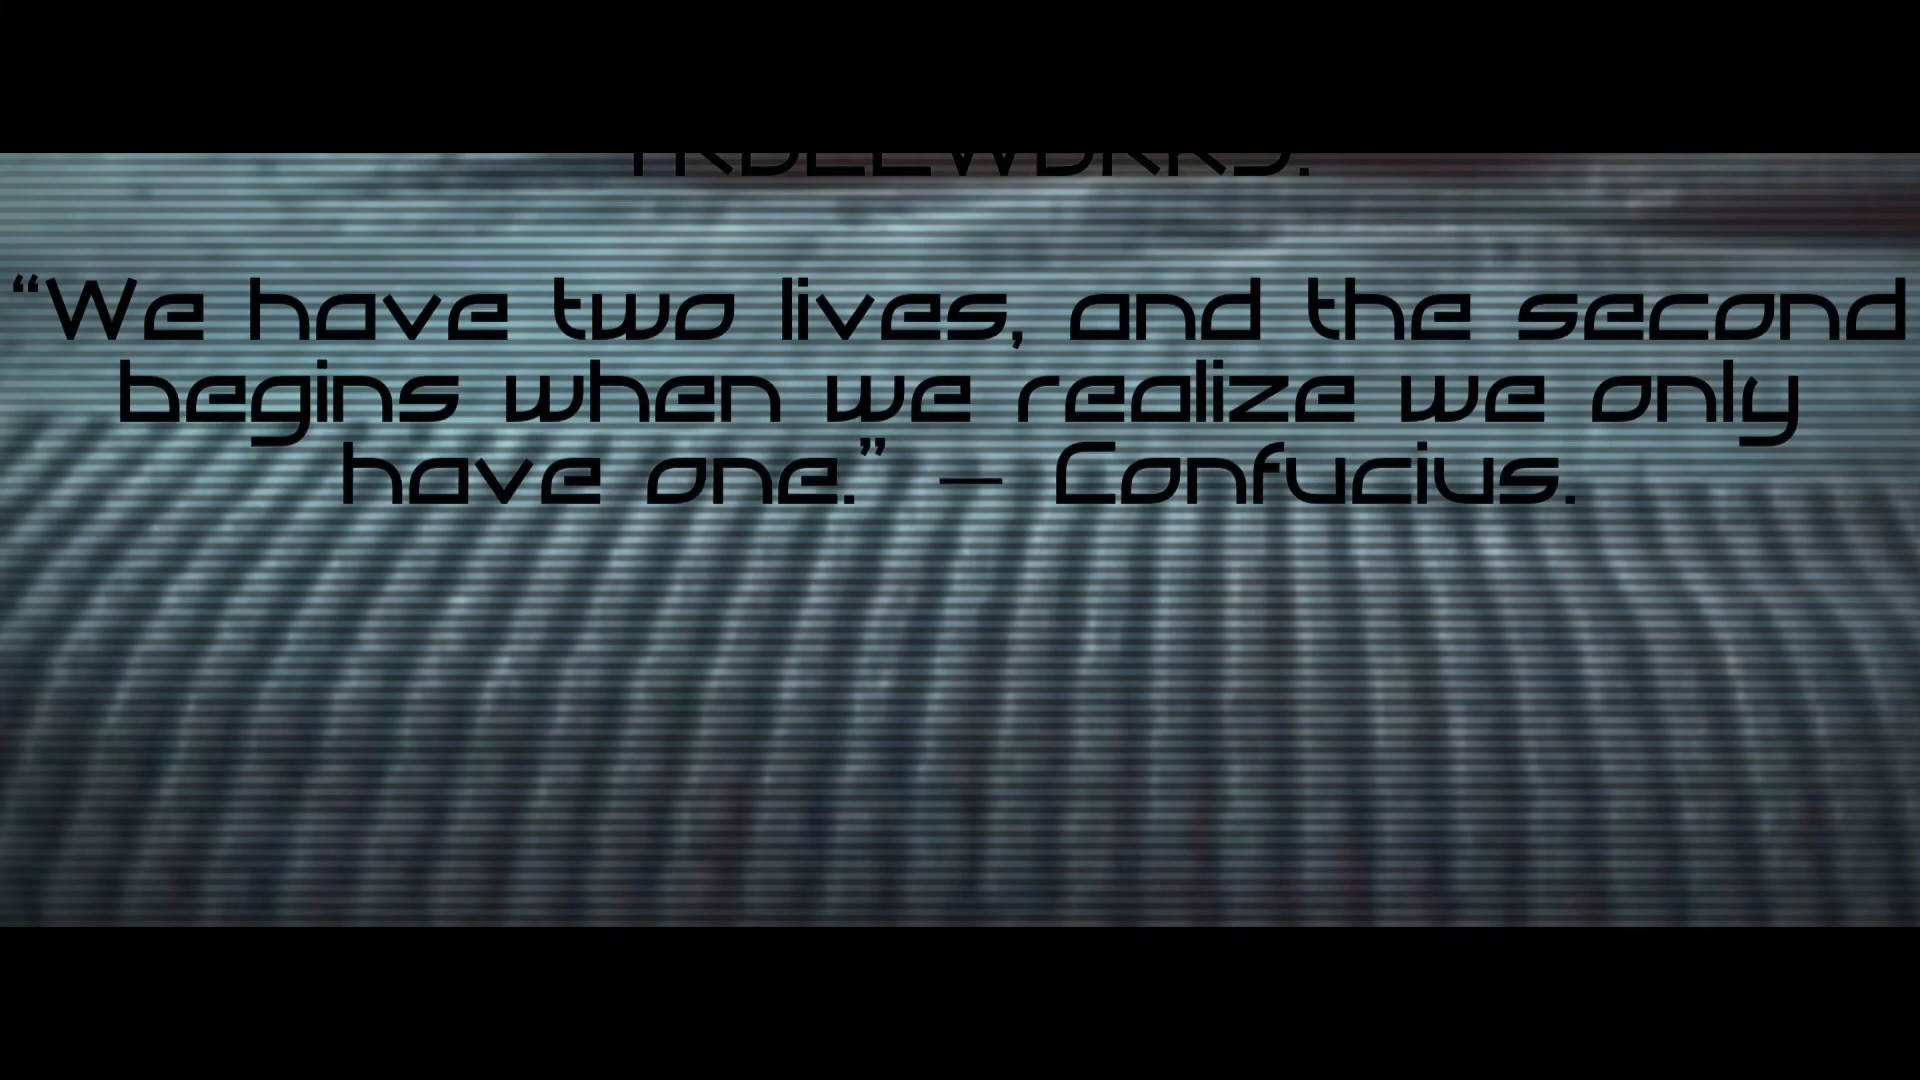 “We have two lives, and the second
begins when we realize we only
have one.” – Confucius.